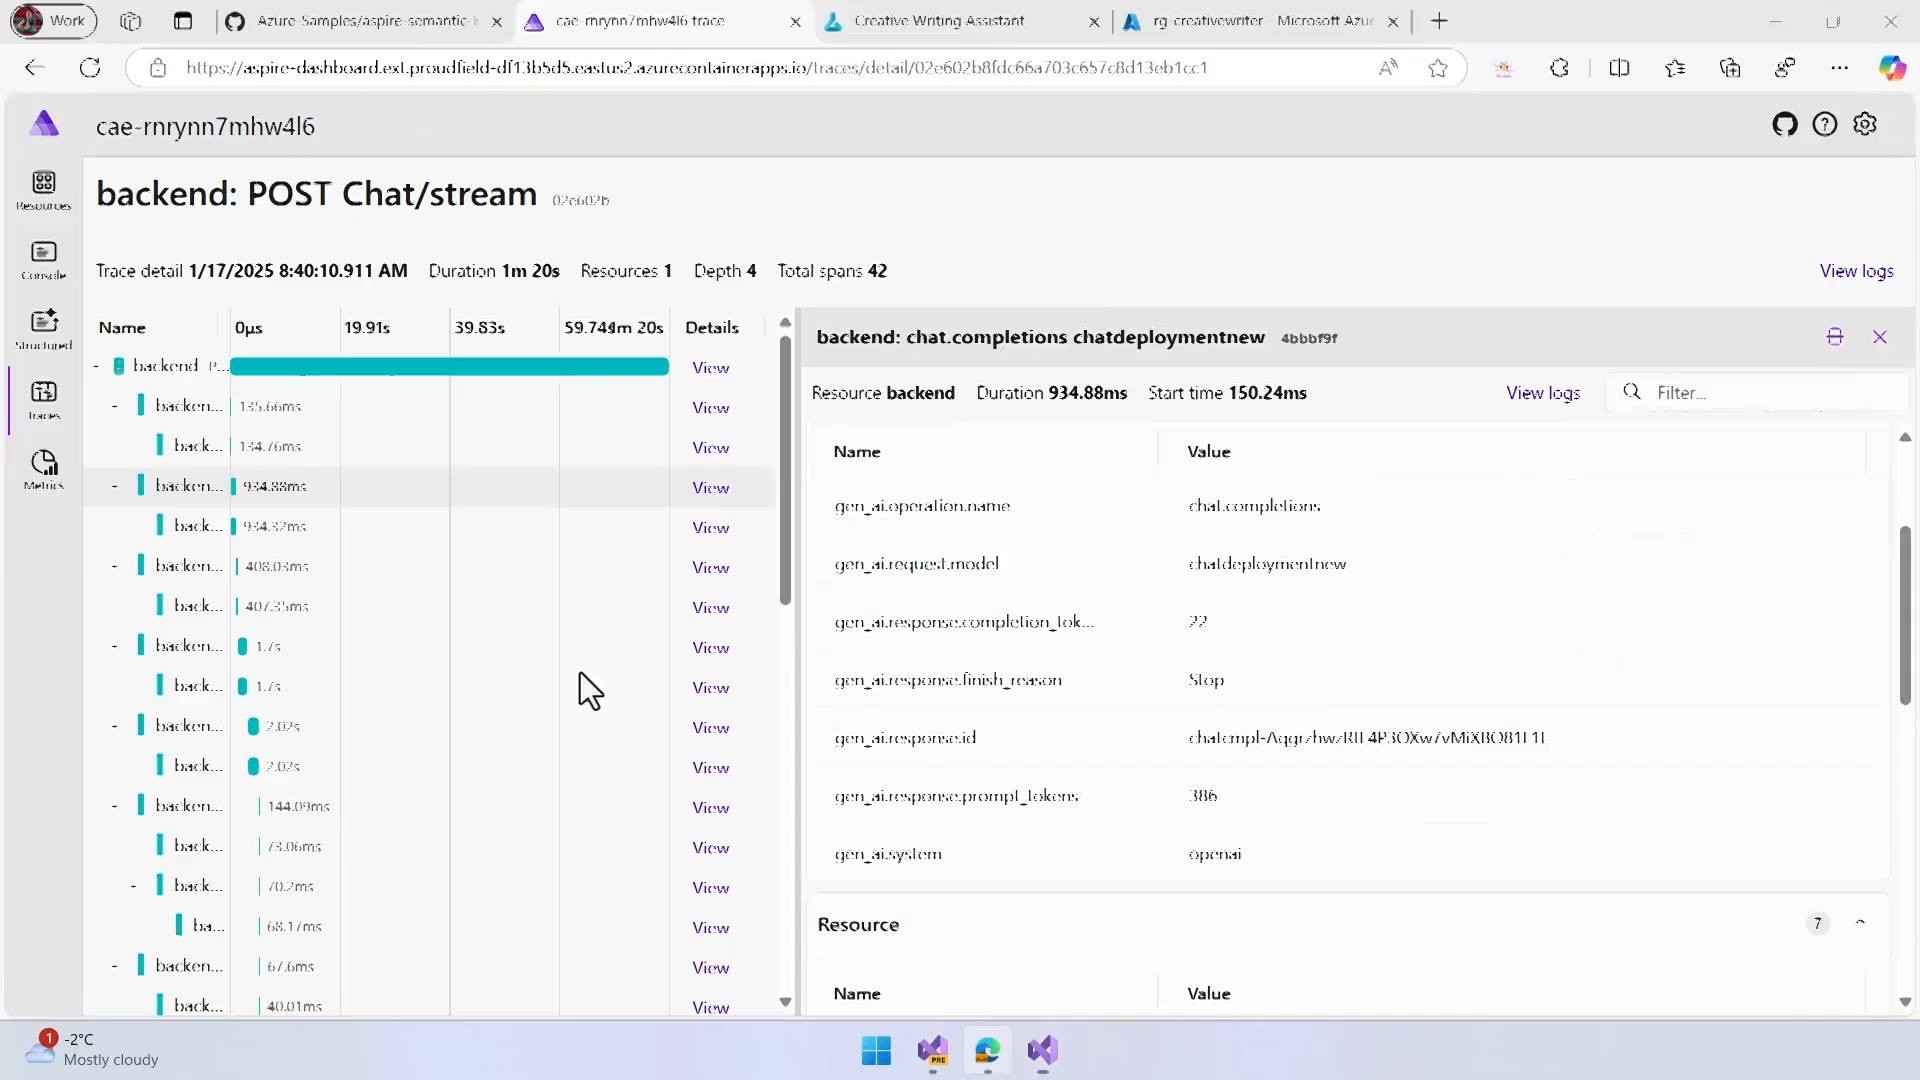 Work
Azure-Samples/aspire-semantic-k
cae-rnrynn7mhw4l6 trace
Creative Writing Assistant
rg-creativewriter - Microsoft Azur
https://aspire-dashboard.ext.proudfield-df13b5d5.eastus2.azurecontainerapps.io/traces/detail/02e602b8fdc66a703c657c8d13eb1cc1
cae-rnrynn7mhw4l6
Resources
Console
Structured
Traces
Metrics
backend: POST Chat/stream 02e602b
Trace detail 1/17/2025 8:40:10.911 AM Duration 1m 20s Resources 1 Depth 4 Total spans 42 View logs
Name 0μs 19.91s 39.83s 59.74s 1m 20s Details
backend P... View
backen... 135.66ms View
back... 134.76ms View
backen... 934.88ms View
back... 934.32ms View
backen... 408.03ms View
back... 407.35ms View
backen... 1.7s View
back... 1.7s View
backen... 2.02s View
back... 2.02s View
backen... 144.09ms View
back... 73.06ms View
back... 70.2ms View
ba... 68.17ms View
backen... 67.6ms View
back... 40.01ms View
backend: chat.completions chatdeploymentnew 4bbbf9f
Resource backend Duration 934.88ms Start time 150.24ms View logs Filter...
Name Value
gen_ai.operation.name chat.completions
gen_ai.request.model chatdeploymentnew
gen_ai.response.completion_tok... 22
gen_ai.response.finish_reason Stop
gen_ai.response.id
gen_ai.response.prompt_tokens 386
gen_ai.system openai
Resource 7
Name Value
1
-2°C
Mostly cloudy
PRE